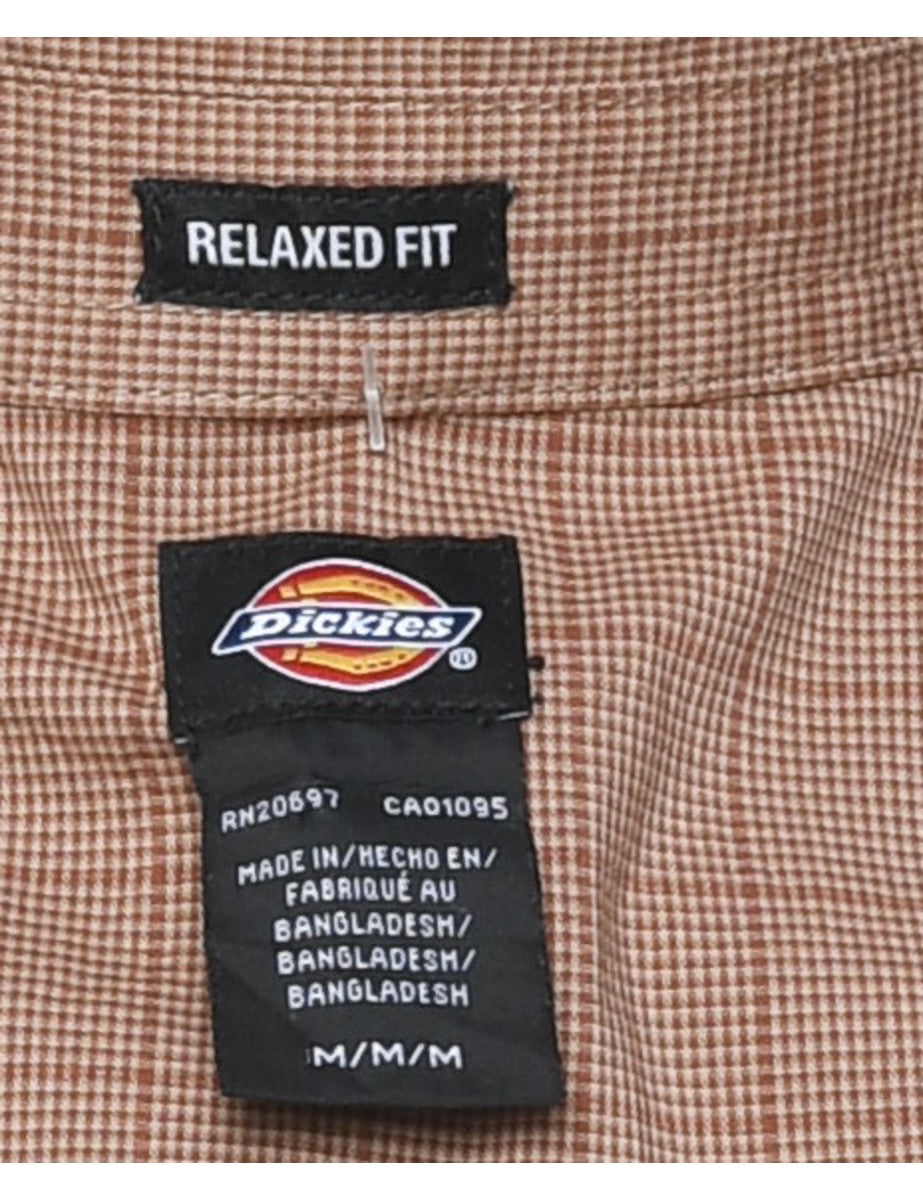 RELAXED FIT
Dickies
®
RN20697 CA01095
MADE IN/HECHO EN/
FABRIQUÉ AU
BANGLADESH/
BANGLADESH/
BANGLADESH
M/M/M